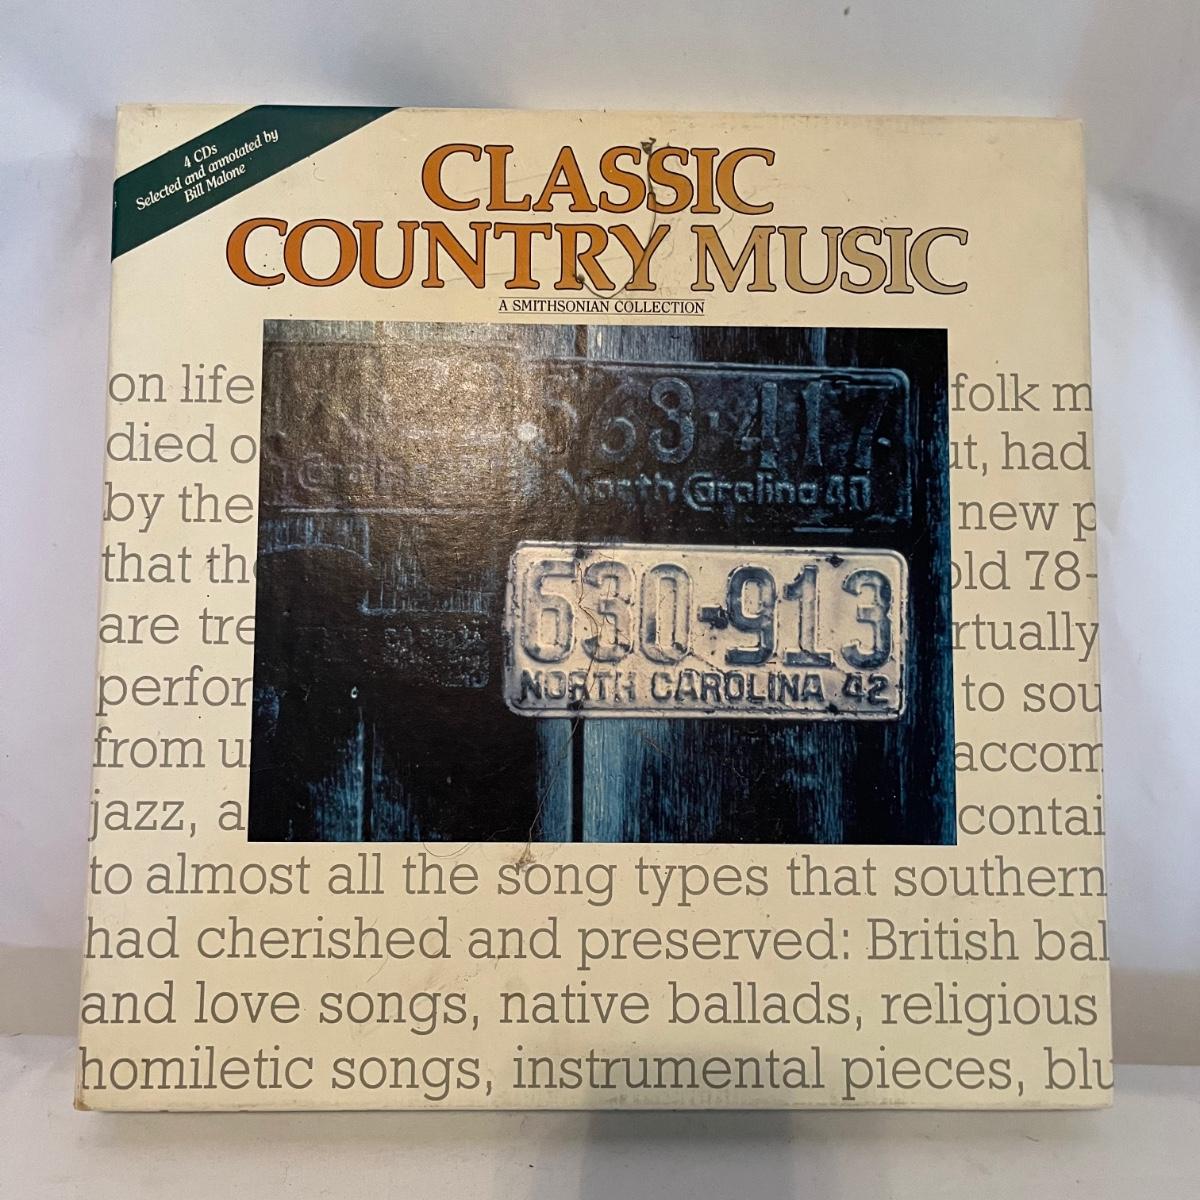 4 CDs
Selected and annotated by
Bill Malone
CLASSIC
COUNTRY MUSIC
A SMITHSONIAN COLLECTION
on life folk m
died o ut, had
by the new p
that the old 78-
are tre rtually
perfor to sou
from u accom
jazz, a contai
to almost all the song types that southern
had cherished and preserved: British bal
and love songs, native ballads, religious
homiletic songs, instrumental pieces, blu
563-417
North Carolina 40
630-913
NORTH CAROLINA 42